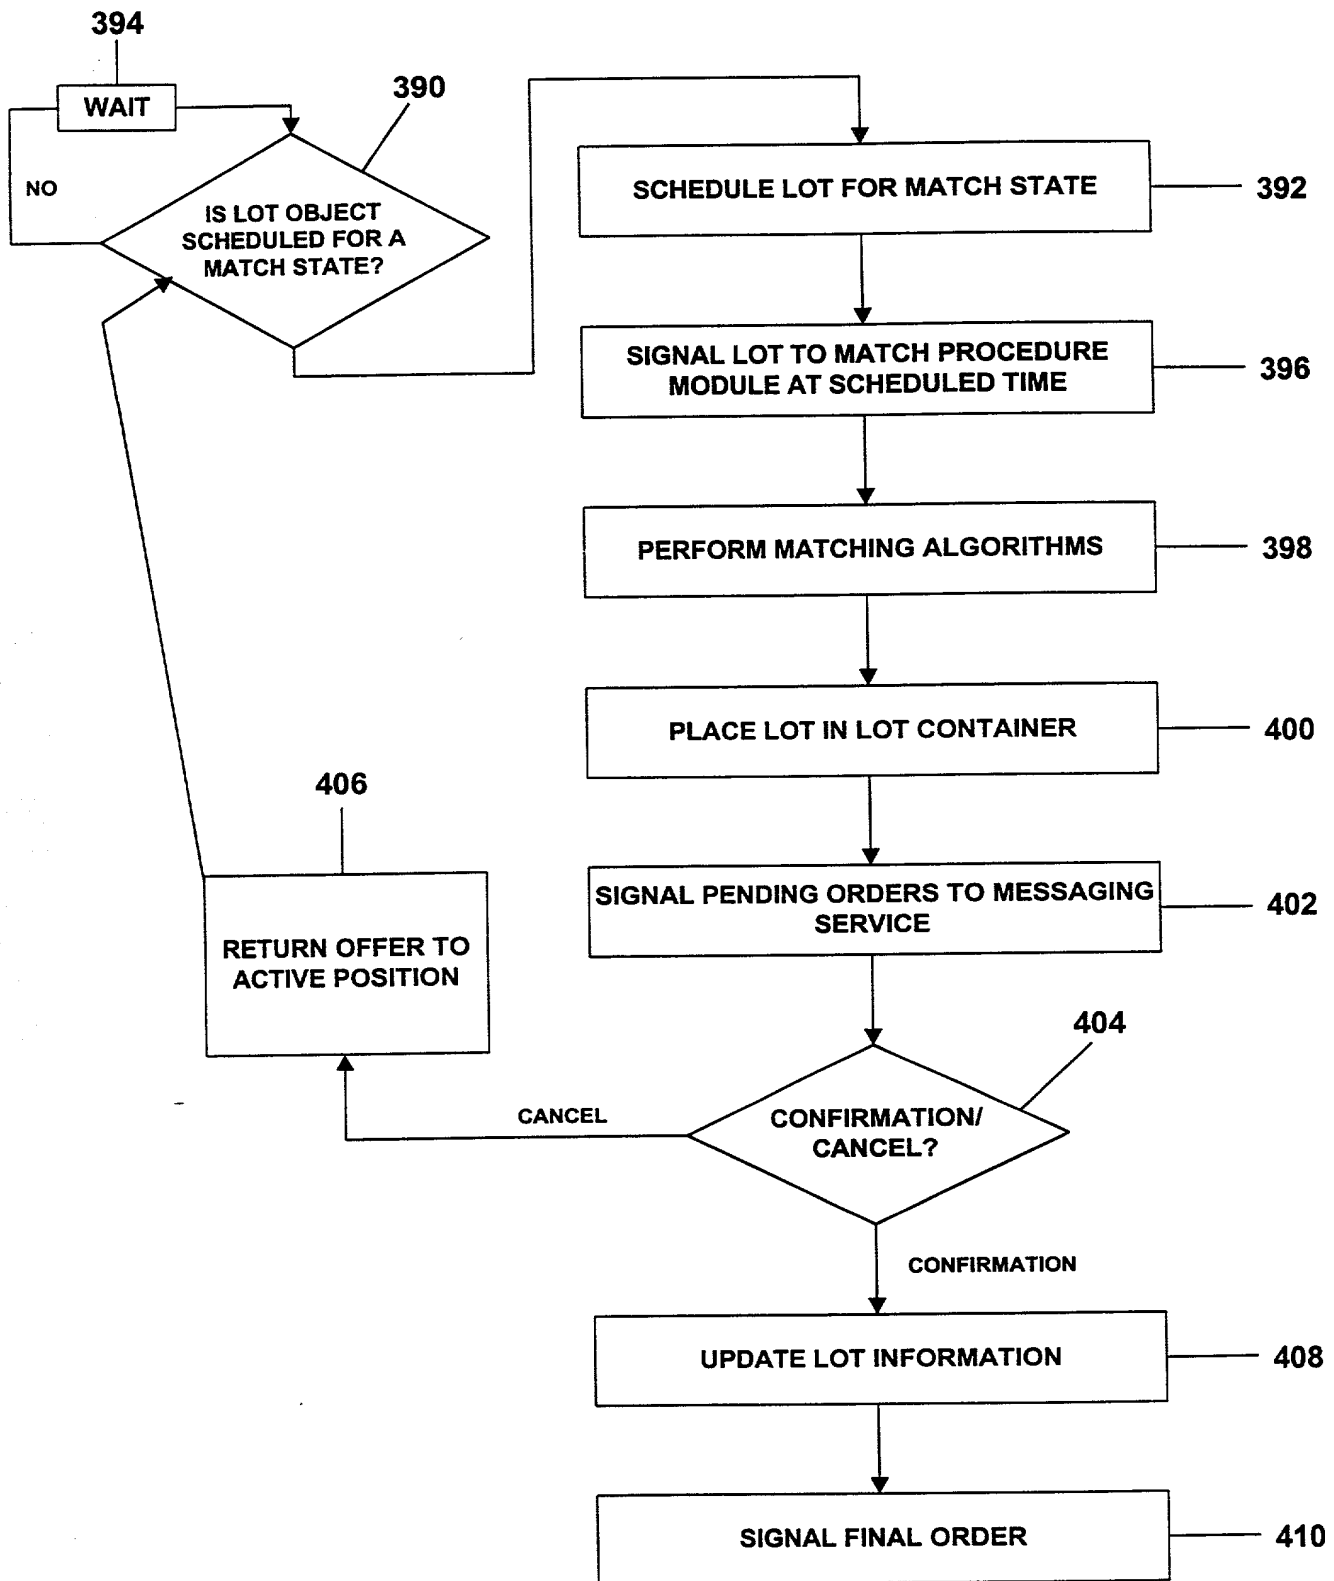 394
WAIT
390
NO
IS LOT OBJECT
SCHEDULED FOR A
MATCH STATE?
SCHEDULE LOT FOR MATCH STATE
392
SIGNAL LOT TO MATCH PROCEDURE
MODULE AT SCHEDULED TIME
396
PERFORM MATCHING ALGORITHMS
398
PLACE LOT IN LOT CONTAINER
400
406
RETURN OFFER TO
ACTIVE POSITION
SIGNAL PENDING ORDERS TO MESSAGING
SERVICE
402
404
CANCEL
CONFIRMATION/
CANCEL?
CONFIRMATION
UPDATE LOT INFORMATION
408
SIGNAL FINAL ORDER
410